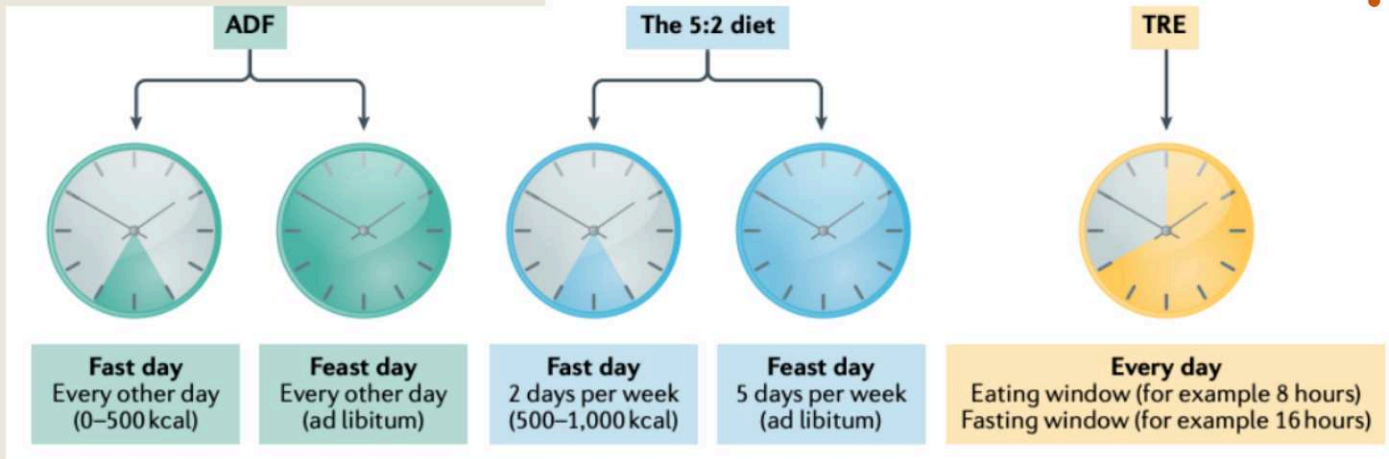 ADF
The 5:2 diet
TRE
Fast day
Every other day
(0–500 kcal)
Feast day
Every other day
(ad libitum)
Fast day
2 days per week
(500–1,000 kcal)
Feast day
5 days per week
(ad libitum)
Every day
Eating window (for example 8 hours)
Fasting window (for example 16 hours)